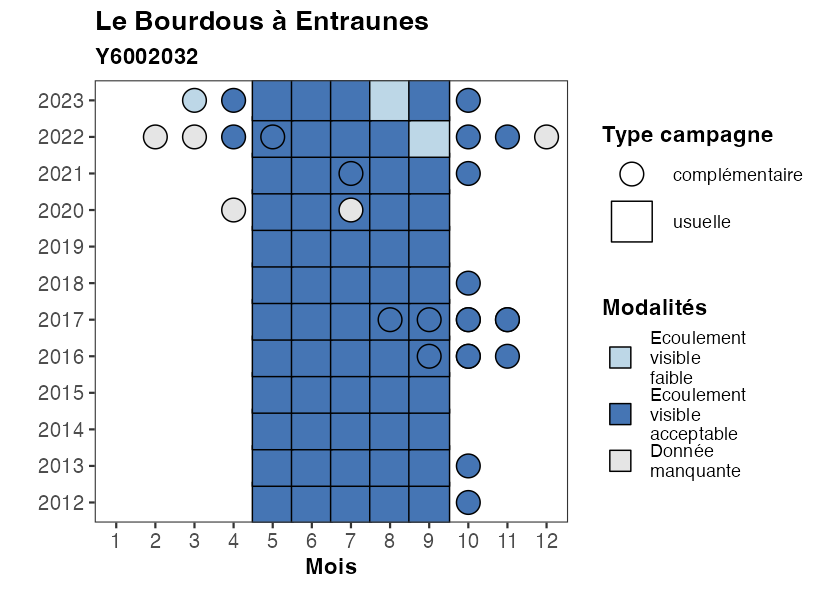 Le Bourdous à Entraunes
Y6002032
2023
2022
2021
2020
2019
2018
2017
2016
2015
2014
2013
2012
1 2 3 4 5 6 7 8 9 10 11 12
Mois
Type campagne
complémentaire
usuelle
Modalités
Ecoulement
visible
faible
Ecoulement
visible
acceptable
Donnée
manquante